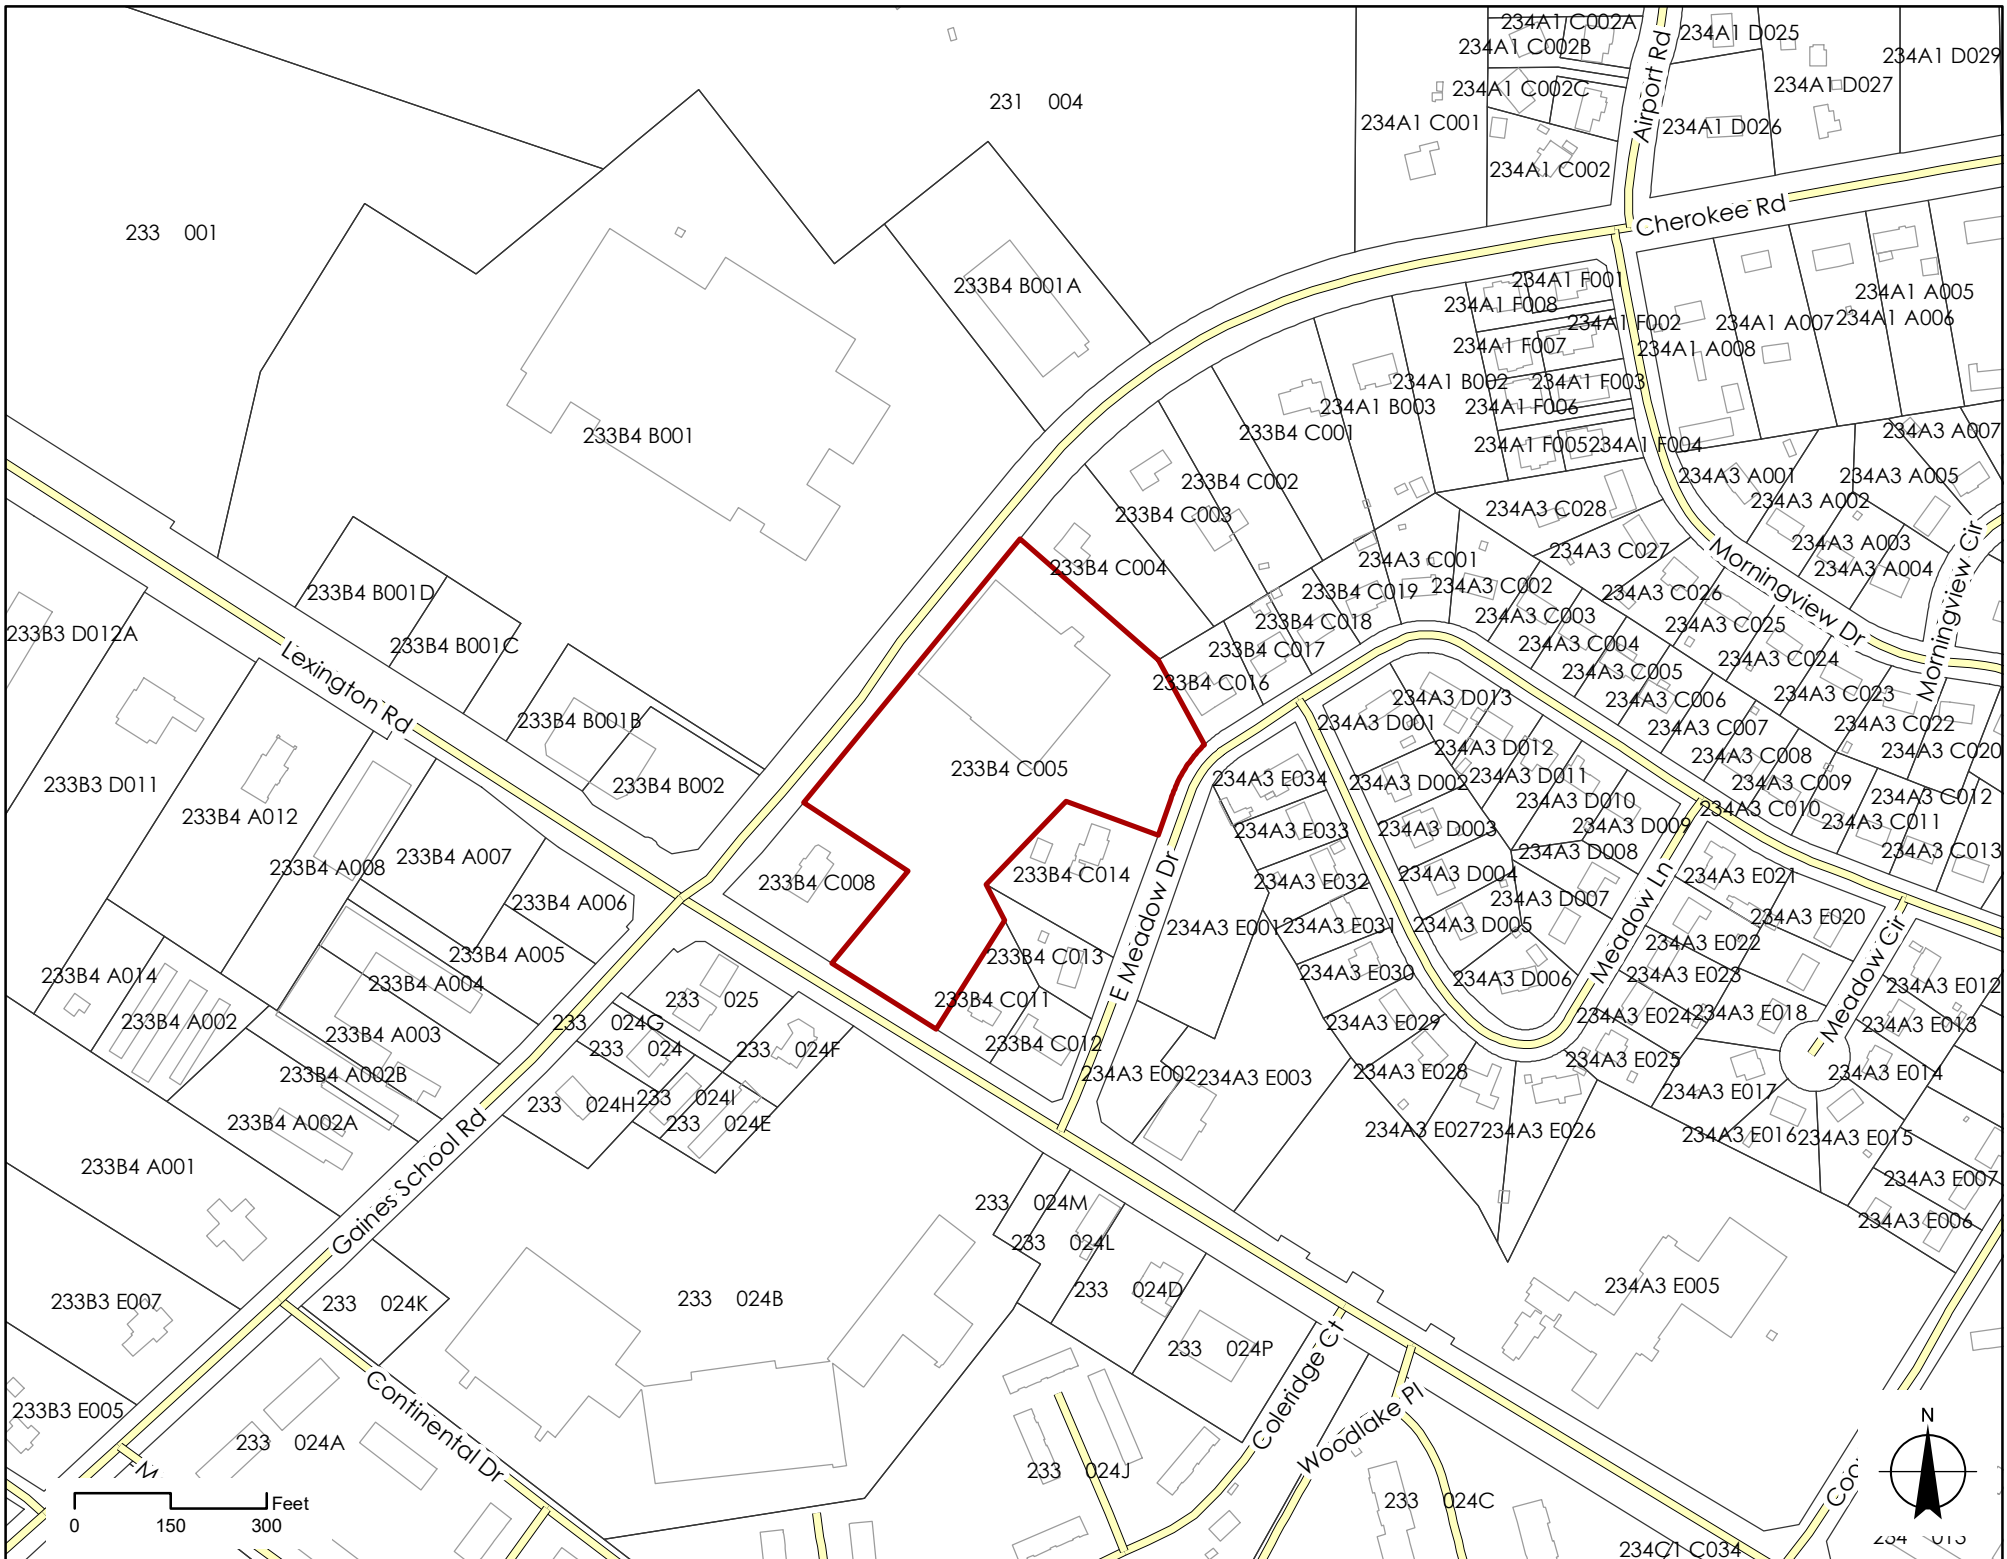 234A1 C002A
234A1 D025
234A1 C002B
234A1 D029
234A1 C002C
234A1 D027
231 004
234A1 C001
234A1 D026
Airport Rd
234A1 C002
Cherokee Rd
233 001
233B4 B001A
234A1 F001
234A1 F008
234A1 A005
234A1 F002
234A1 A007
234A1 A006
234A1 F007
234A1 A008
234A1 B002
234A1 F003
234A1 B003
234A1 F006
233B4 B001
233B4 C001
234A1 F005
234A1 F004
234A3 A007
233B4 C002
234A3 A001
234A3 A005
234A3 A002
233B4 C003
234A3 C028
234A3 A003
234A3 C027
Morningview Dr
Morningview Cir
233B4 C004
234A3 C001
234A3 A004
233B4 B001D
233B4 C019
234A3 C002
234A3 C026
233B3 D012A
233B4 C018
234A3 C003
234A3 C025
233B4 B001C
233B4 C017
234A3 C004
234A3 C024
Lexington Rd
233B4 C016
234A3 C005
234A3 C023
233B4 B001B
234A3 D001
234A3 D013
234A3 C006
234A3 C022
234A3 C007
234A3 D012
234A3 C020
234A3 C008
233B4 C005
233B3 D011
233B4 B002
234A3 E034
234A3 D002
234A3 D011
234A3 C009
234A3 C012
234A3 D010
234A3 C010
233B4 A012
234A3 E033
234A3 D003
234A3 D009
234A3 C011
233B4 A008
233B4 A007
234A3 D008
234A3 C013
233B4 C008
233B4 C014
234A3 E032
234A3 D004
234A3 E021
233B4 A006
234A3 D007
E Meadow Dr
234A3 E001
234A3 E031
234A3 D005
Meadow Ln
234A3 E020
233B4 A005
233B4 C013
234A3 E022
Meadow Cir
233B4 A014
233B4 A004
234A3 E030
234A3 D006
234A3 E023
234A3 E012
233 025
233B4 C011
233B4 A002
233 024G
234A3 E029
234A3 E024
234A3 E018
234A3 E013
233B4 A003
233 024
233 024F
233B4 C012
234A3 E025
233B4 A002B
234A3 E002
234A3 E003
234A3 E028
234A3 E014
234A3 E017
233 024H
233 024I
233B4 A002A
233 024E
234A3 E027
234A3 E026
234A3 E016
234A3 E015
233B4 A001
Gaines School Rd
234A3 E007
233 024M
234A3 E006
233 024L
233 024D
234A3 E005
233B3 E007
233 024K
233 024B
233 024P
Coleridge Ct
Woodlake Pl
233B3 E005
Continental Dr
233 024A
233 024J
233 024C
234C1 C034
N
Feet
0 150 300